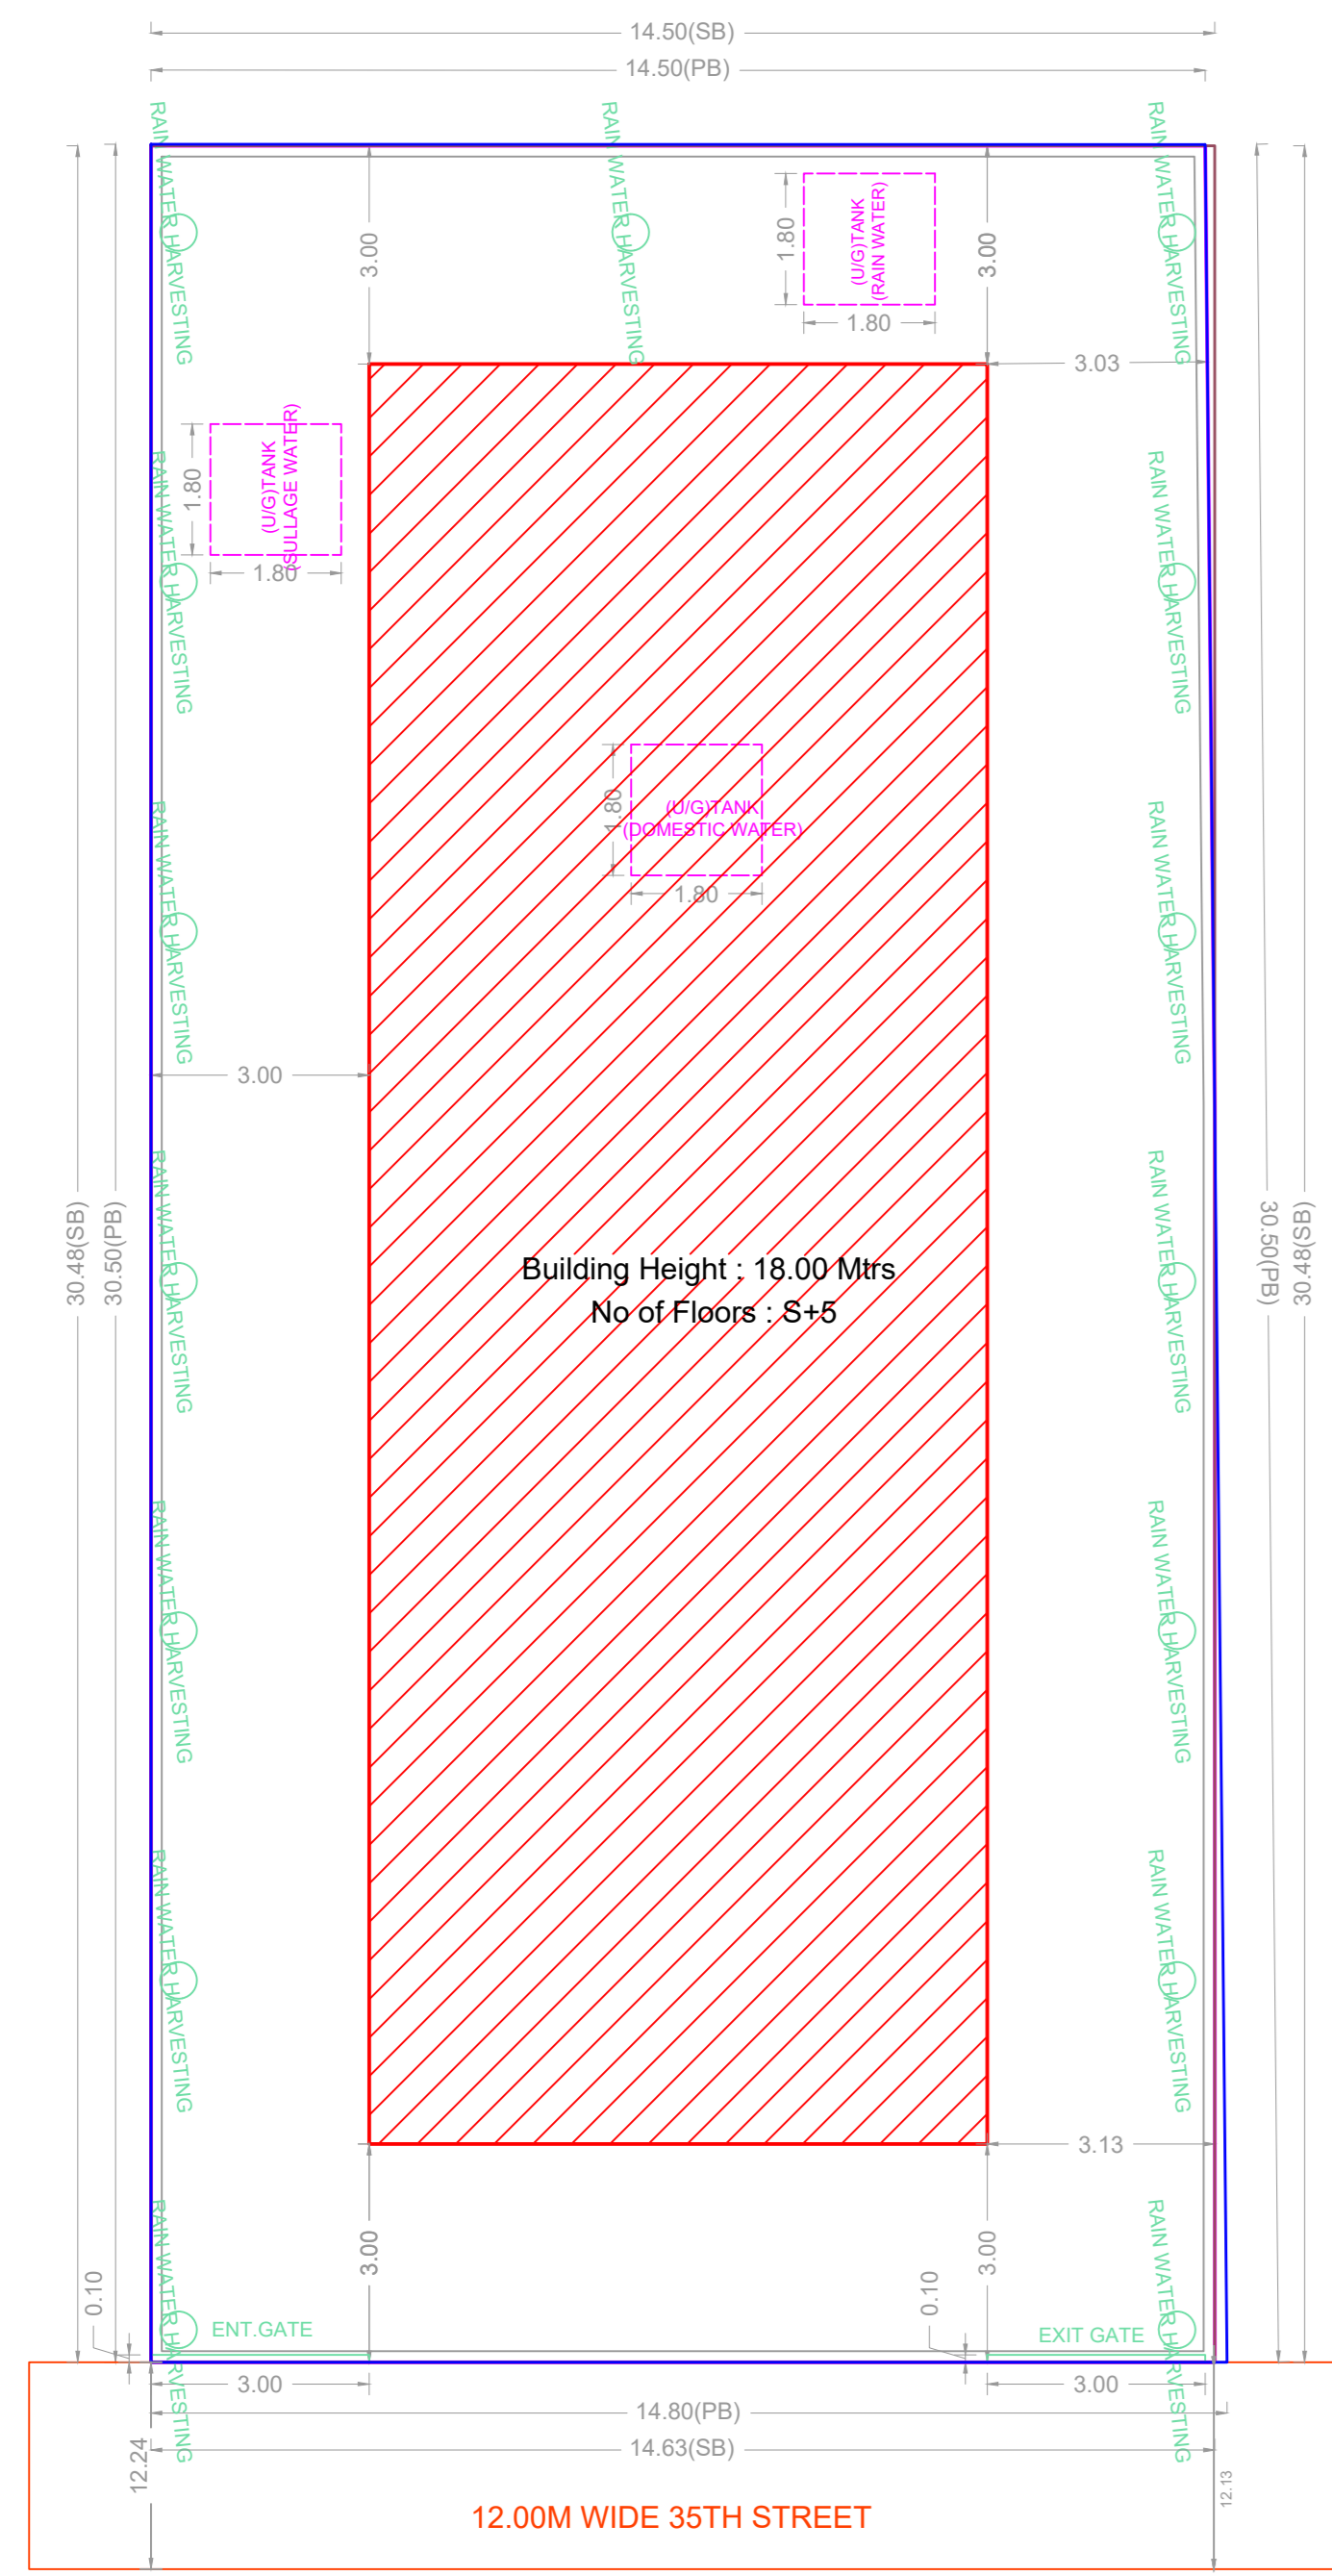 14.50(SB)
14.50(PB)
RAIN WATER HARVESTING
RAIN WATER HARVESTING
RAIN WATER HARVESTING
3.00
1.80
(U/G)TANK
(RAIN WATER)
3.00
1.80
3.03
1.80
(U/G)TANK
(SULLAGE WATER)
1.80
RAIN WATER HARVESTING
RAIN WATER HARVESTING
1.80
(U/G)TANK
(DOMESTIC WATER)
1.80
RAIN WATER HARVESTING
RAIN WATER HARVESTING
3.00
30.48(SB)
30.50(PB)
30.50(PB)
30.48(SB)
RAIN WATER HARVESTING
RAIN WATER HARVESTING
Building Height : 18.00 Mtrs
No of Floors : S+5
RAIN WATER HARVESTING
RAIN WATER HARVESTING
RAIN WATER HARVESTING
RAIN WATER HARVESTING
3.13
3.00
3.00
RAIN WATER HARVESTING
RAIN WATER HARVESTING
0.10
0.10
ENT.GATE
EXIT GATE
3.00
3.00
14.80(PB)
14.63(SB)
12.24
12.13
12.00M WIDE 35TH STREET